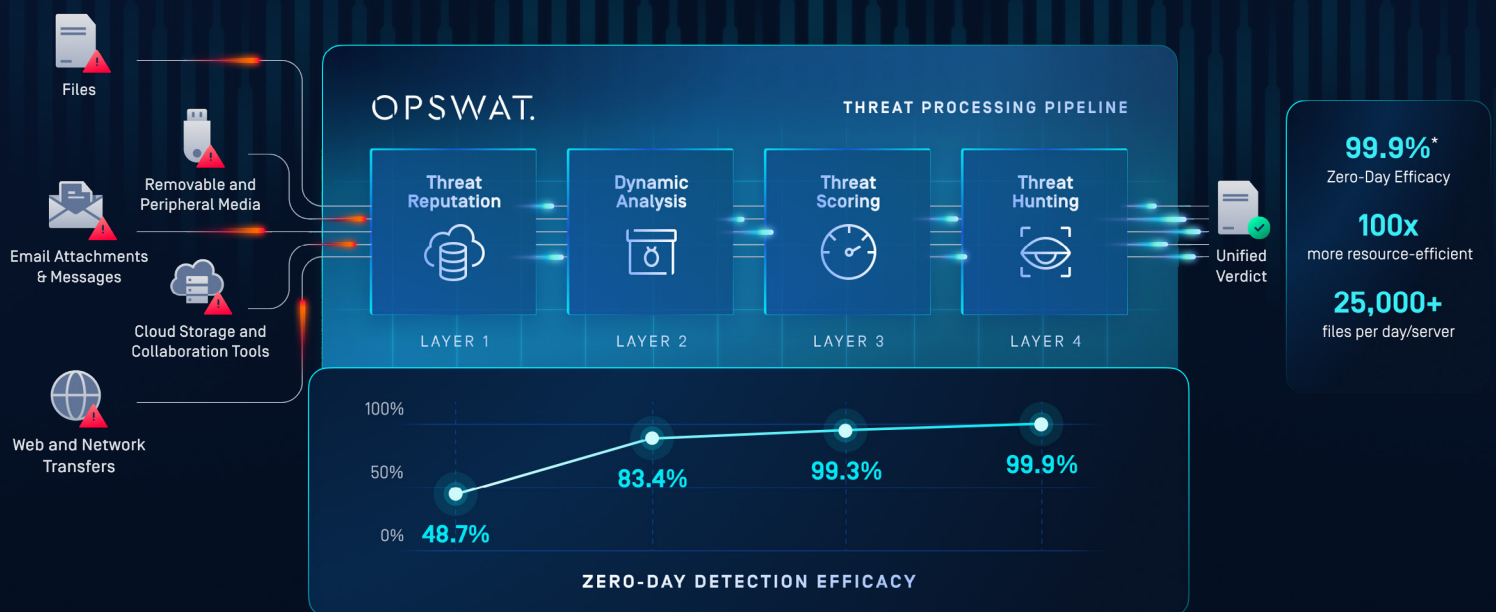 Files
Removable and
Peripheral Media
Email Attachments
& Messages
Cloud Storage and
Collaboration Tools
Web and Network
Transfers
OPSWAT.
THREAT PROCESSING PIPELINE
Threat
Reputation
LAYER 1
Dynamic
Analysis
LAYER 2
Threat
Scoring
LAYER 3
Threat
Hunting
LAYER 4
Unified
Verdict
99.9%*
Zero-Day Efficacy
100x
more resource-efficient
25,000+
files per day/server
100%
50%
0%
48.7%
83.4%
99.3%
99.9%
ZERO-DAY DETECTION EFFICACY